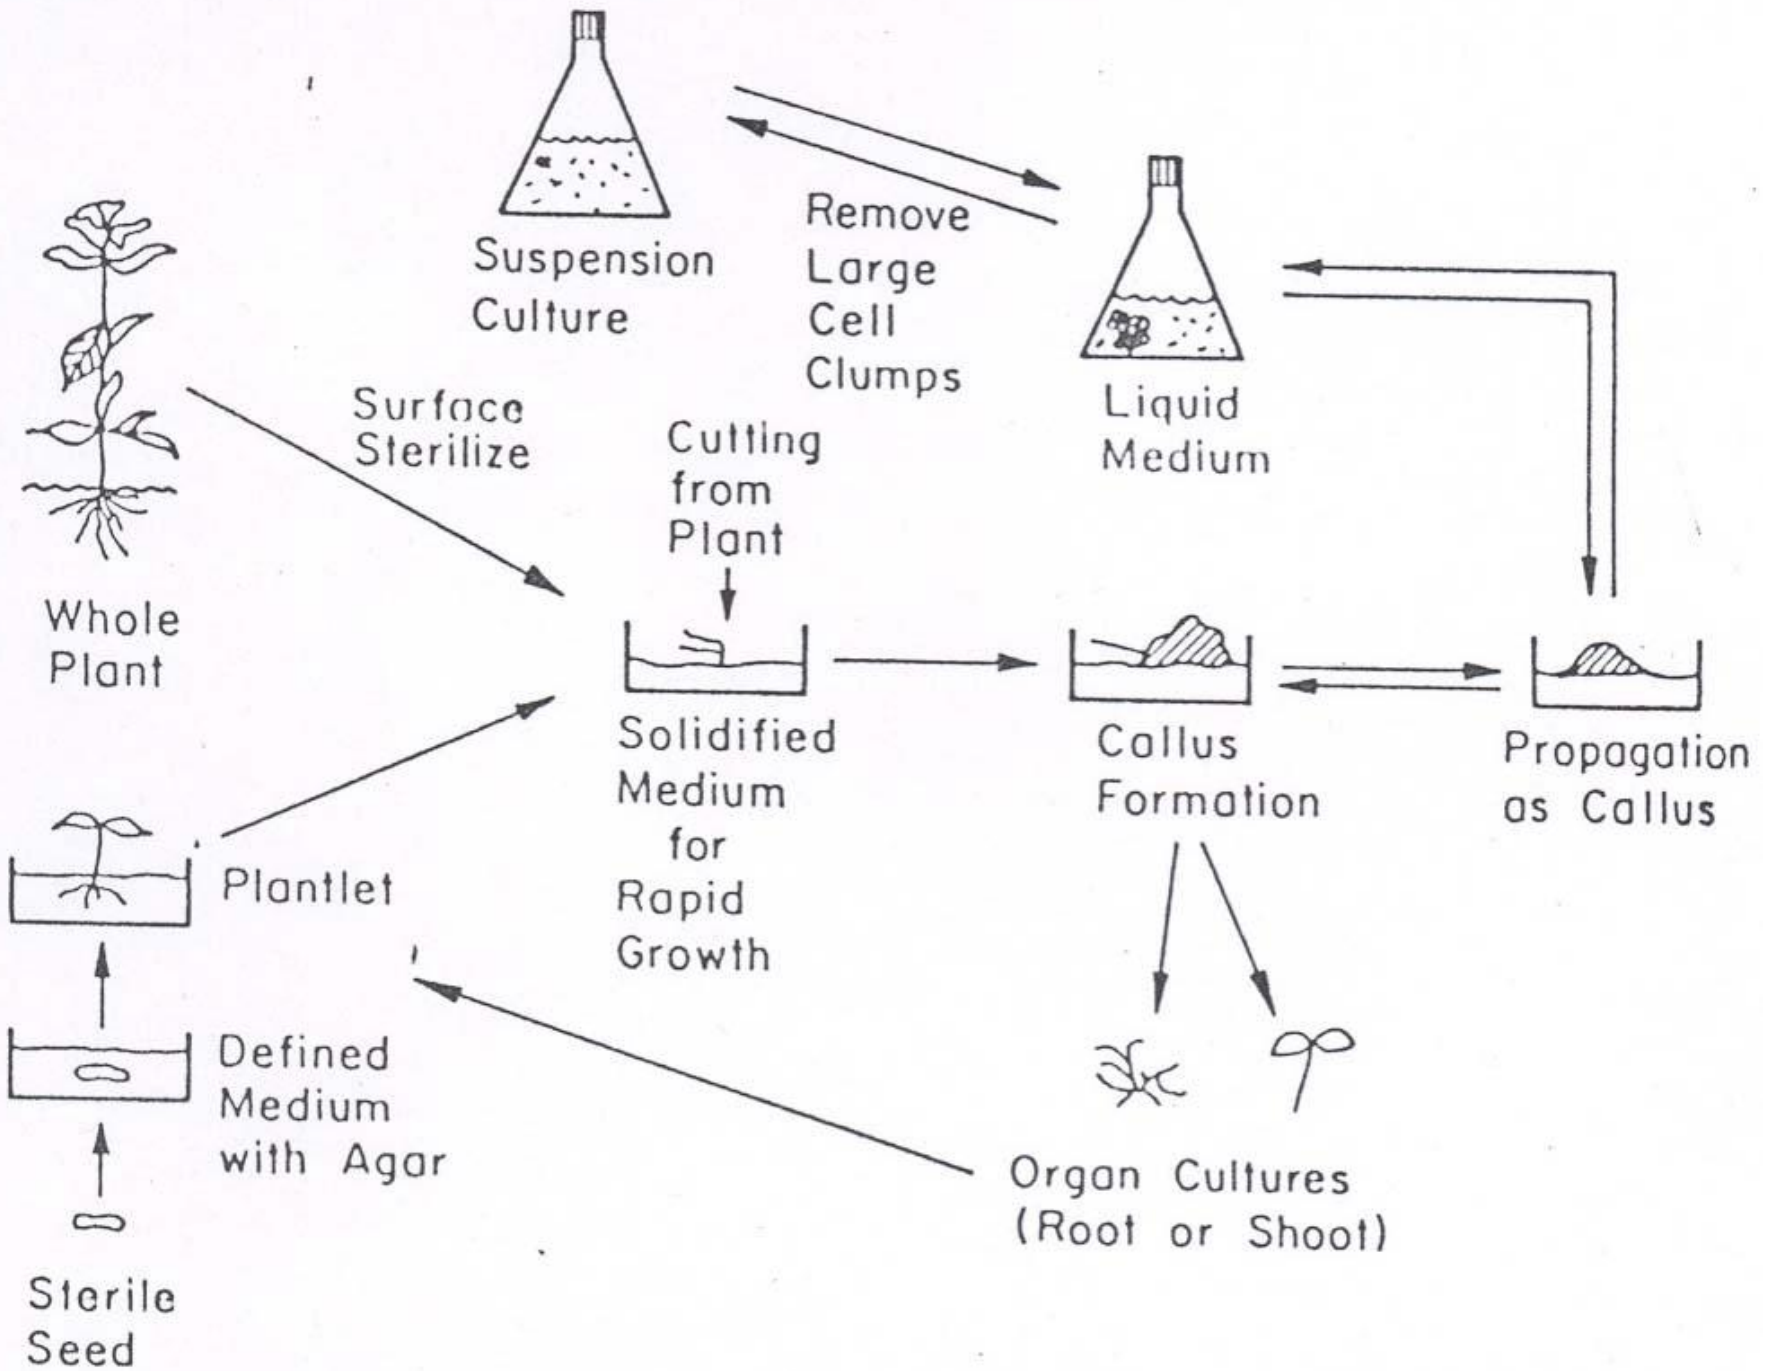 Suspension
Culture
Remove
Large
Cell
Clumps
Liquid
Medium
Surface
Sterilize
Cutting
from
Plant
Whole
Plant
Solidified
Medium
for
Rapid
Growth
Callus
Formation
Propagation
as Callus
Plantlet
Defined
Medium
with Agar
Organ Cultures
(Root or Shoot)
Sterile
Seed